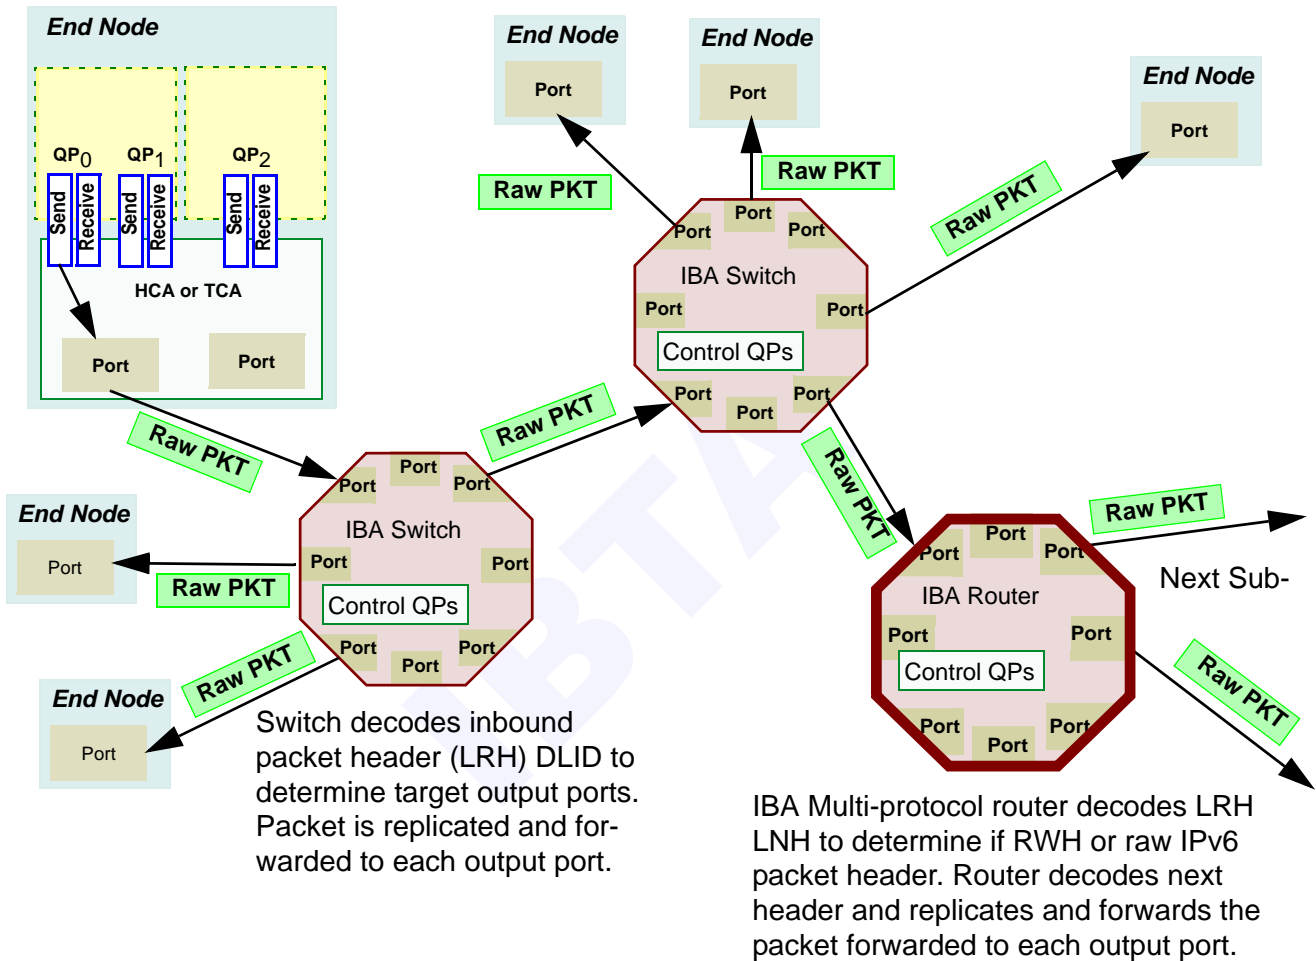 End Node
QP0
QP1
QP2
Send
Receive
Send
Receive
Send
Receive
HCA or TCA
Port
Port
Raw PKT
End Node
Port
End Node
Port
End Node
Port
Raw PKT
Raw PKT
Raw PKT
Port
Port
Port
IBA Switch
Port
Port
Control QPs
Port
Port
Port
Raw PKT
Raw PKT
Port
Port
Port
IBA Switch
Port
Port
Control QPs
Port
Port
Port
End Node
Port
Raw PKT
Raw PKT
End Node
Port
Port
Port
Port
IBA Router
Port
Port
Control QPs
Port
Port
Port
Raw PKT
Next Sub-
Raw PKT
Switch decodes inbound
packet header (LRH) DLID to
determine target output ports.
Packet is replicated and for-
warded to each output port.
IBA Multi-protocol router decodes LRH
LNH to determine if RWH or raw IPv6
packet header. Router decodes next
header and replicates and forwards the
packet forwarded to each output port.
IBTA